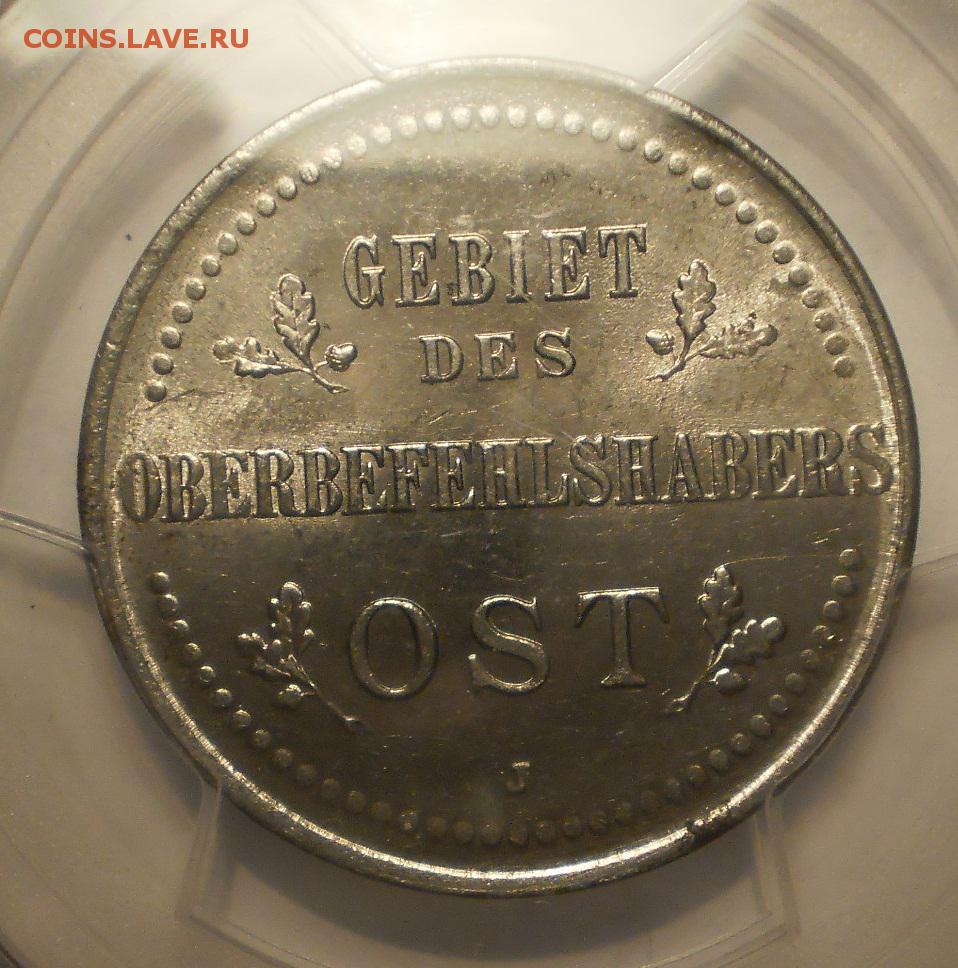 COINS.LAVE.RU
GEBIET
DES
OBERBEFEHLSHABERS
OST
J